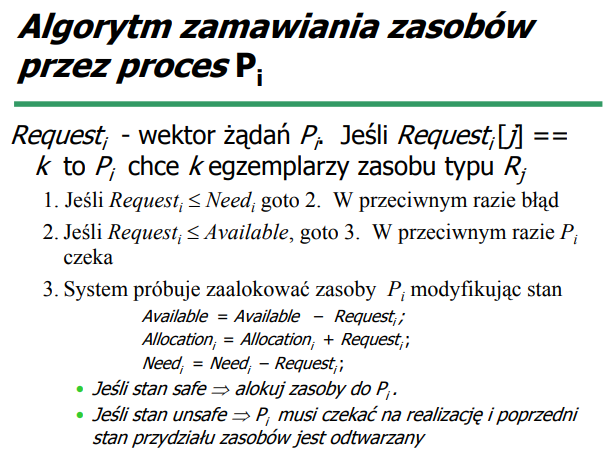 Algorytm zamawiania zasobów
przez proces Pi
Requesti - wektor żądań Pi. Jeśli Requesti[j] ==
k to Pi chce k egzemplarzy zasobu typu Rj
1. Jeśli Requesti ≤ Needi goto 2. W przeciwnym razie błąd
2. Jeśli Requesti ≤ Available, goto 3. W przeciwnym razie Pi
czeka
3. System próbuje zaalokować zasoby Pi modyfikując stan
Available = Available − Requesti;
Allocationi = Allocationi + Requesti;
Needi = Needi – Requesti;
• Jeśli stan safe ⇒ alokuj zasoby do Pi.
• Jeśli stan unsafe ⇒ Pi musi czekać na realizację i poprzedni
stan przydziału zasobów jest odtwarzany